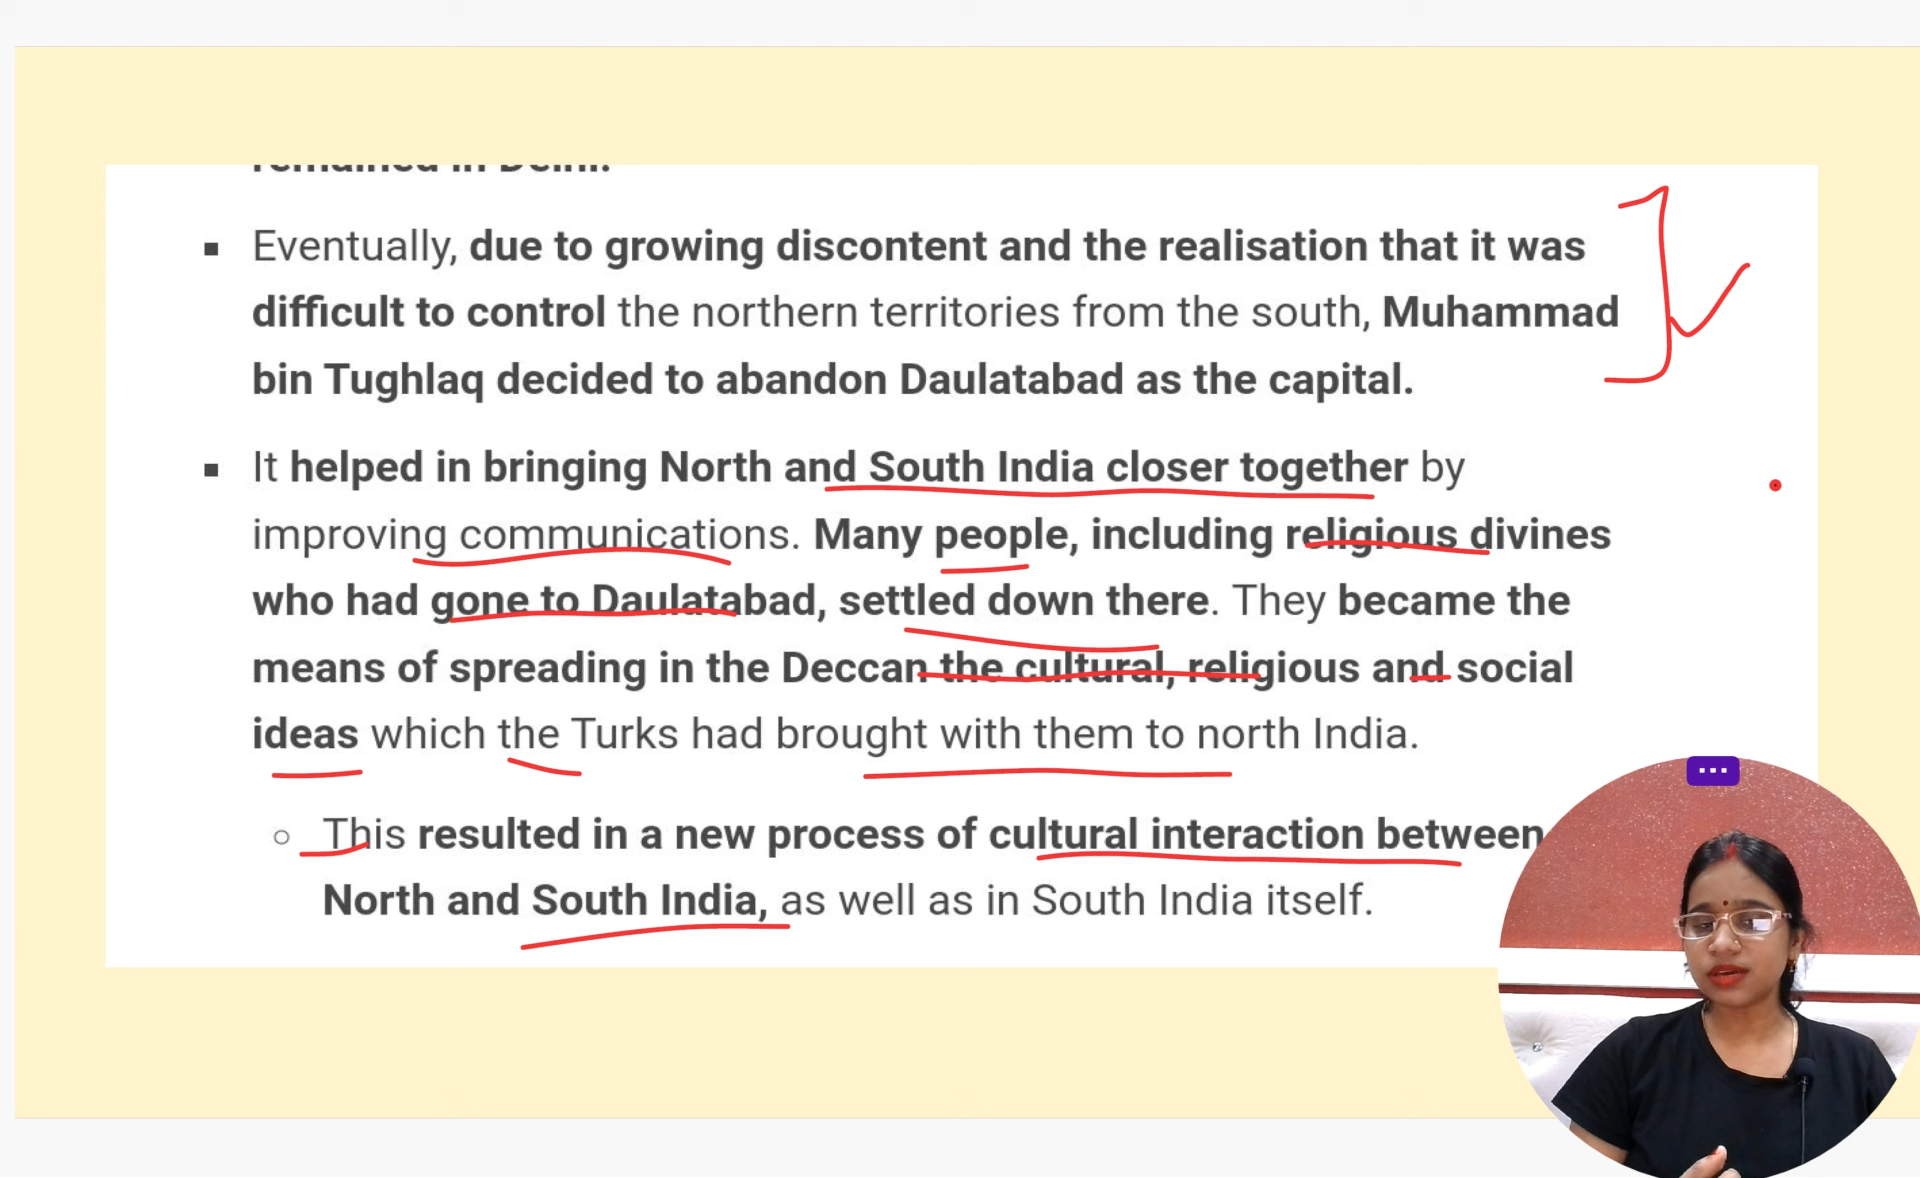 remained in Delhi.
▪ Eventually, due to growing discontent and the realisation that it was
difficult to control the northern territories from the south, Muhammad
bin Tughlaq decided to abandon Daulatabad as the capital.
▪ It helped in bringing North and South India closer together by
improving communications. Many people, including religious divines
who had gone to Daulatabad, settled down there. They became the
means of spreading in the Deccan the cultural, religious and social
ideas which the Turks had brought with them to north India.
○ This resulted in a new process of cultural interaction between
North and South India, as well as in South India itself.